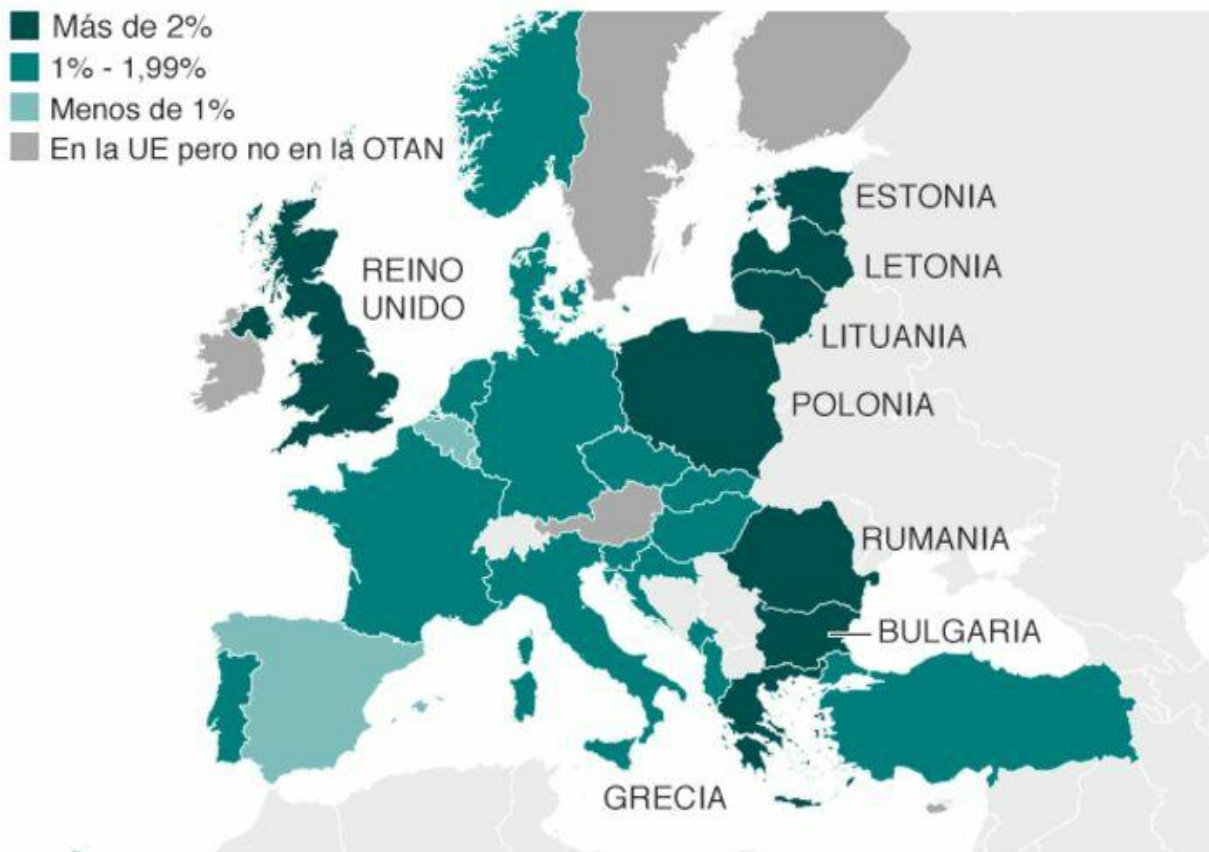 Más de 2%
1% - 1,99%
Menos de 1%
En la UE pero no en la OTAN
ESTONIA
REINO
UNIDO
LETONIA
LITUANIA
POLONIA
RUMANIA
BULGARIA
GRECIA